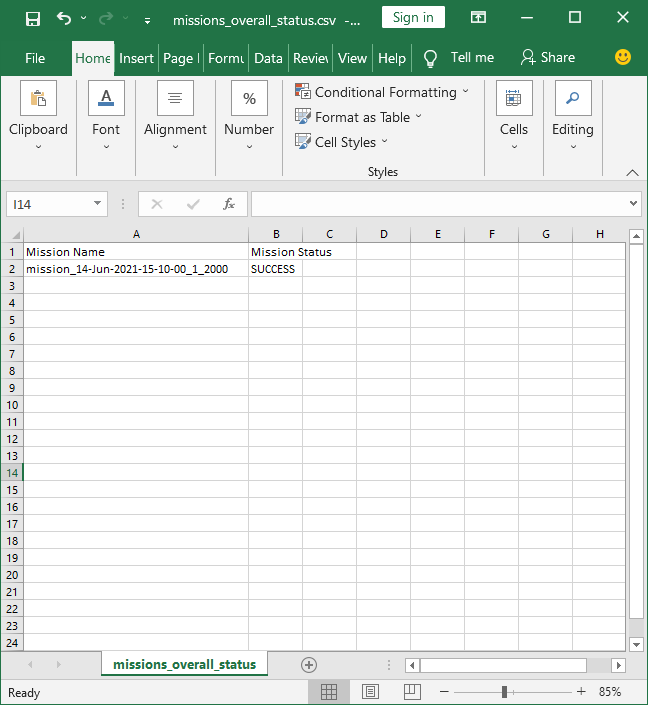 missions_overall_status.csv -...
Sign in
File Home Insert Page Formu Data Review View Help Tell me Share
Clipboard
Font
Alignment
%
Number
Conditional Formatting
Format as Table
Cell Styles
Styles
Cells
Editing
I14 fx
A B C D E F G H
1 Mission Name Mission Status
2 mission_14-Jun-2021-15-10-00_1_2000 SUCCESS
3
4
5
6
7
8
9
10
11
12
13
14
15
16
17
18
19
20
21
22
23
24
missions_overall_status
Ready 85%